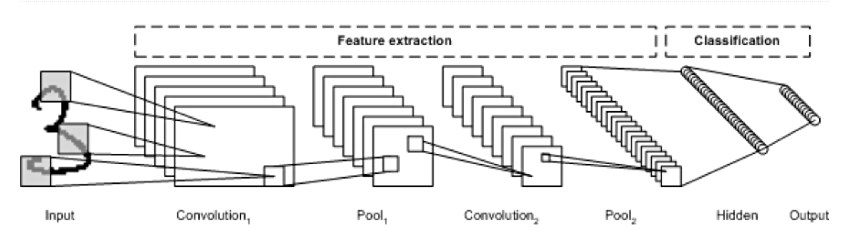 Feature extraction
Classification
Input
Convolution₁
Pool₁
Convolution₂
Pool₂
Hidden
Output